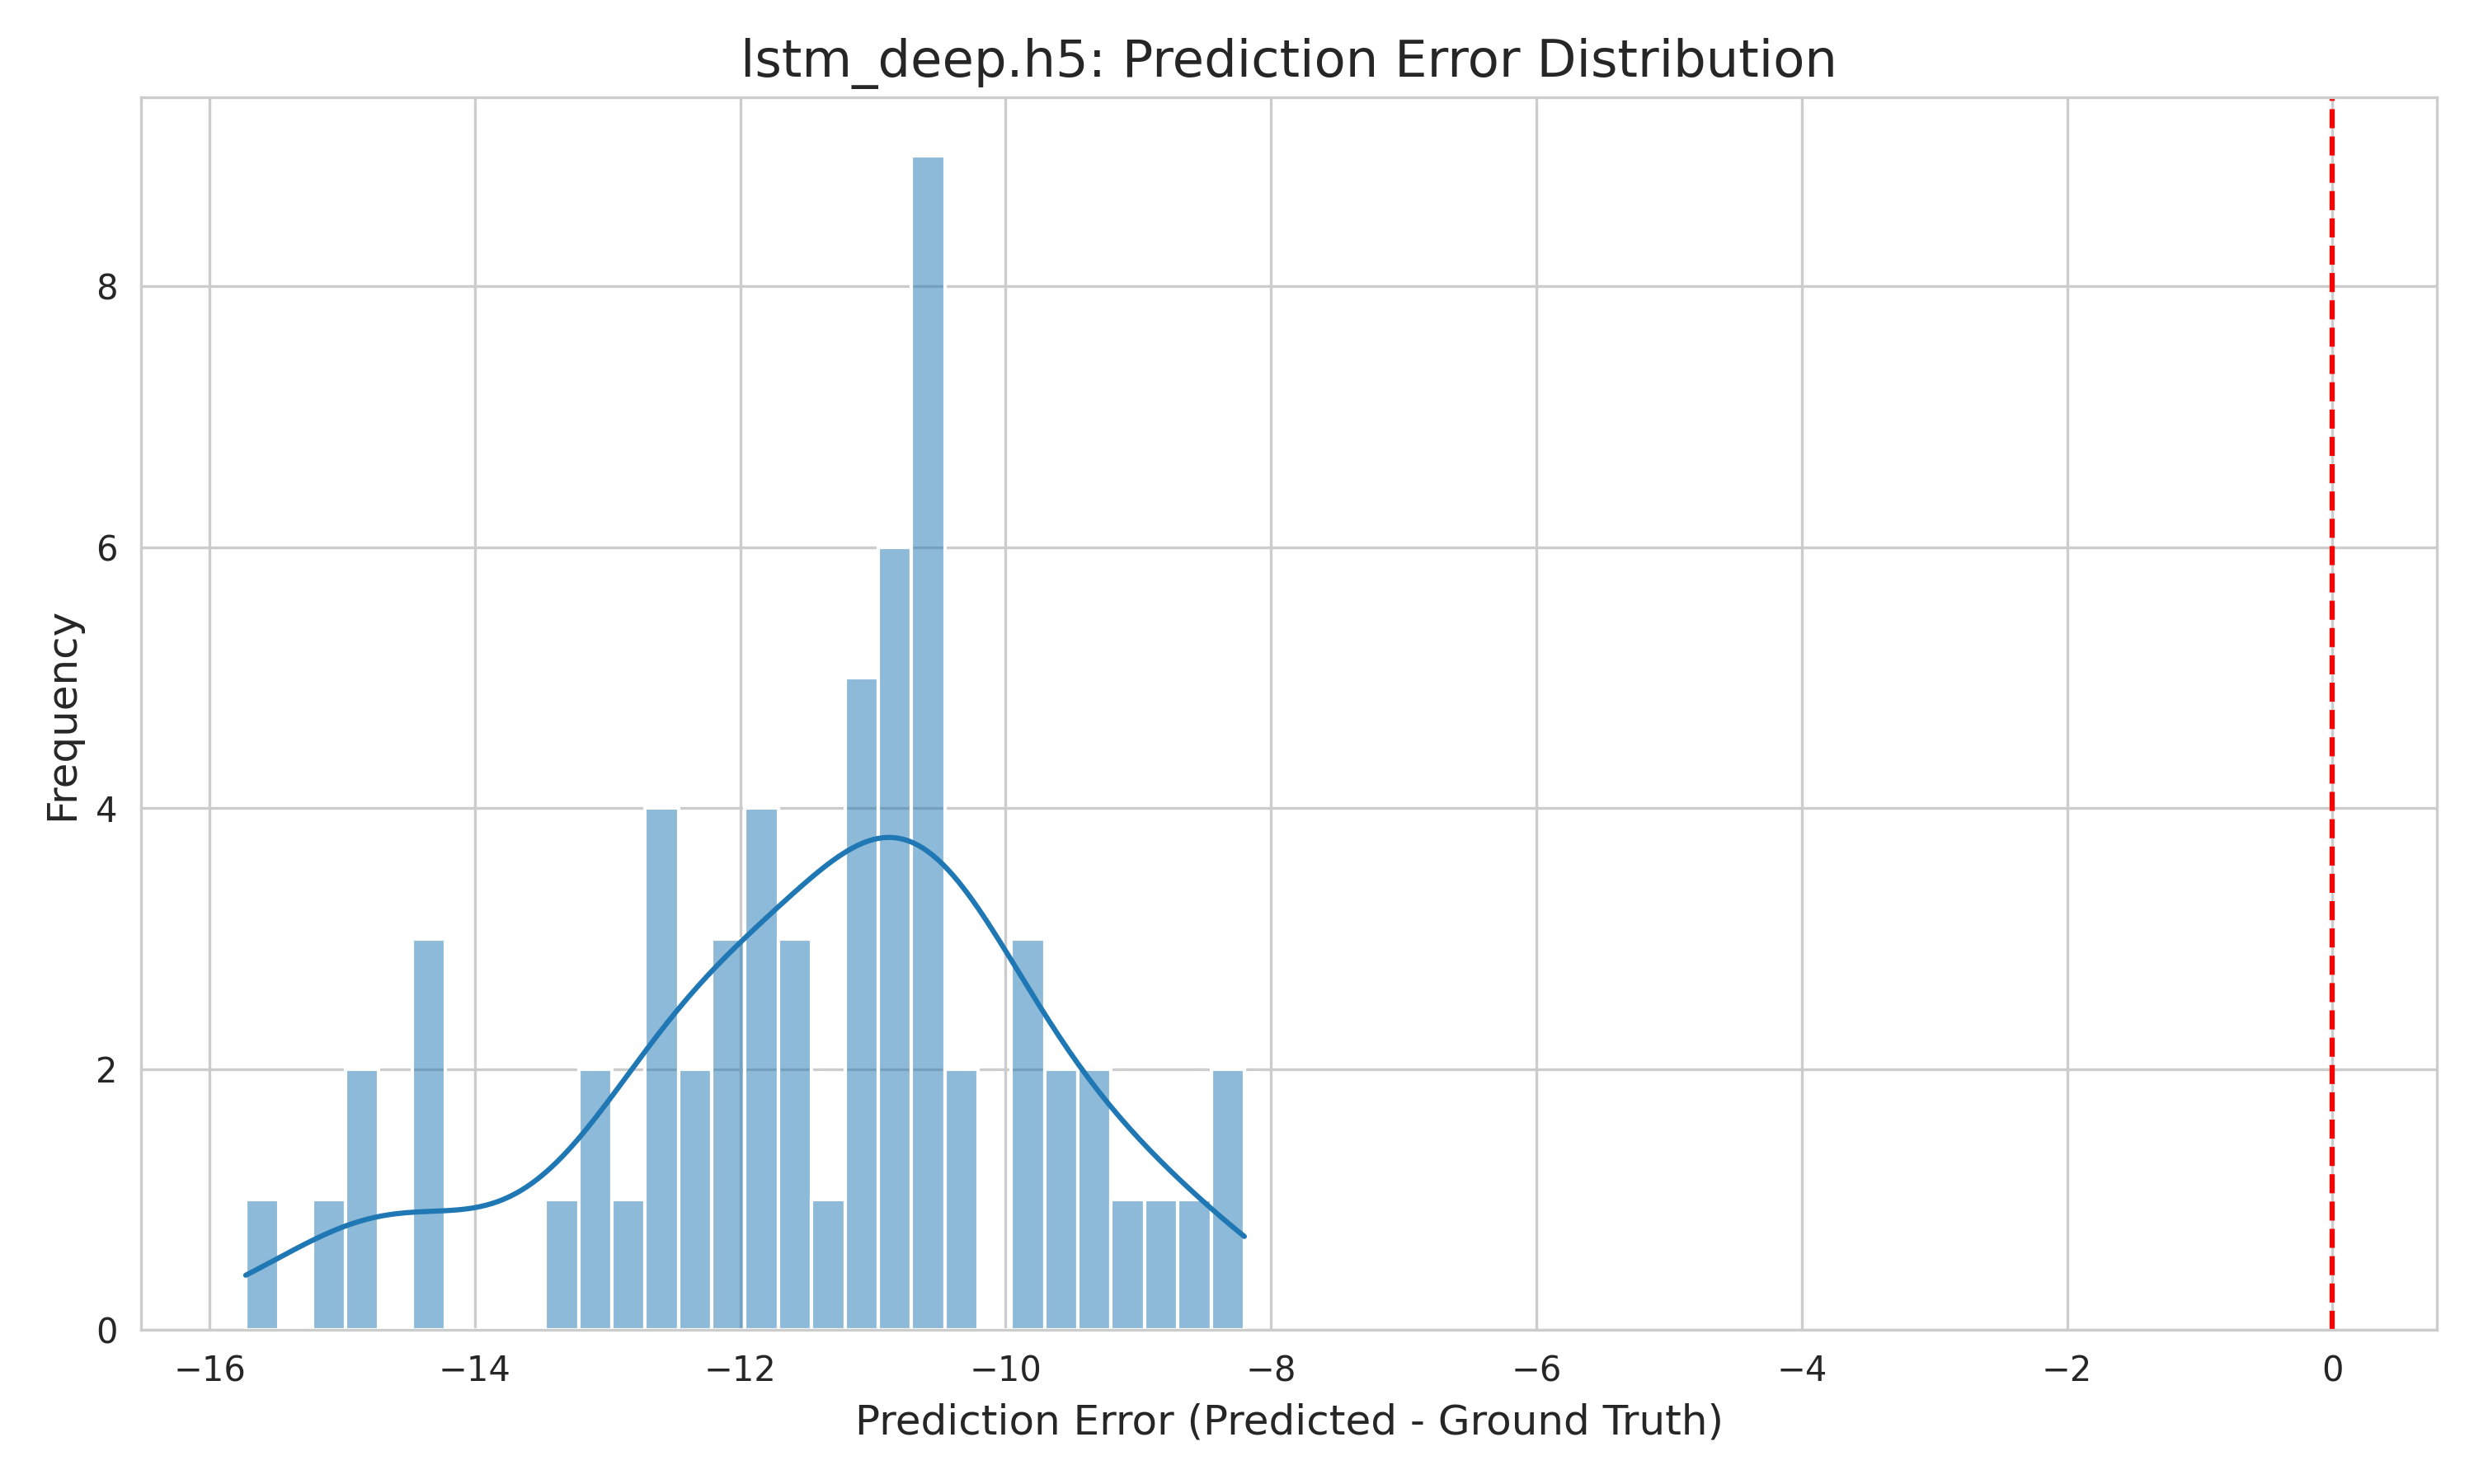 lstm_deep.h5: Prediction Error Distribution
Frequency
8
6
4
2
0
−16 −14 −12 −10 −8 −6 −4 −2 0
Prediction Error (Predicted - Ground Truth)